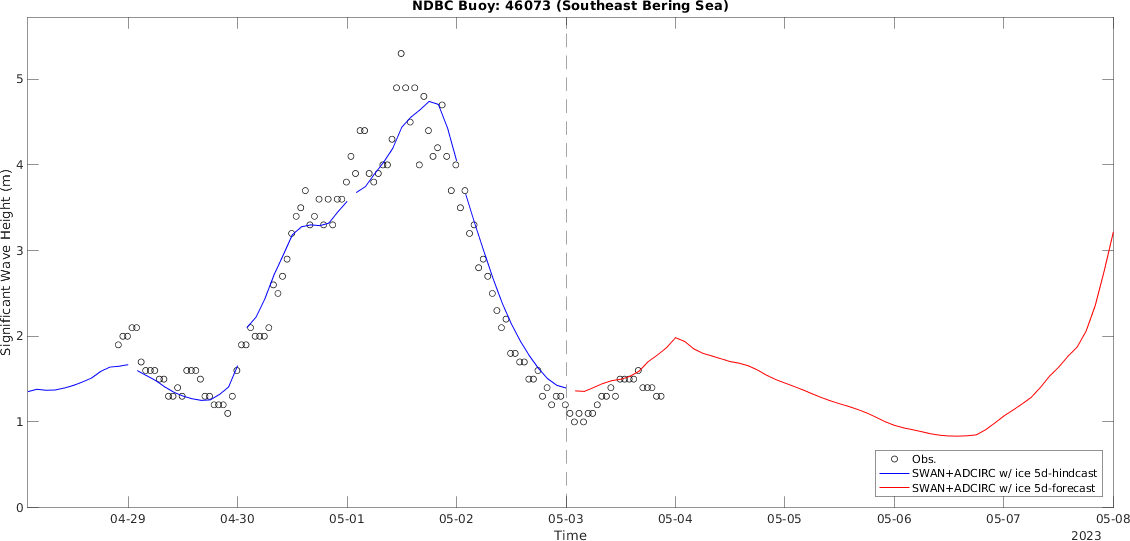 NDBC Buoy: 46073 (Southeast Bering Sea)
Significant Wave Height (m)
5
4
3
2
1
0
Obs.
SWAN+ADCIRC w/ ice 5d-hindcast
SWAN+ADCIRC w/ ice 5d-forecast
04-29 04-30 05-01 05-02 05-03 05-04 05-05 05-06 05-07 05-08
Time
2023